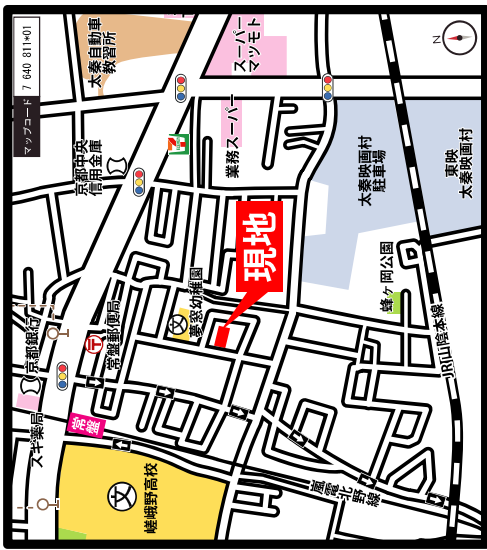 マップコード 7 640 811*01
太秦自動車
教習所
スーパー
マツモト
N
京都中央
信用金庫
業務スーパー
太秦映画村
駐車場
東映
太秦映画村
現地
夢窓幼稚園
蜂ヶ岡公園
京都銀行
常盤郵便局
JR山陰本線
スギ薬局
常盤
嵯峨野高校
嵐電北野線